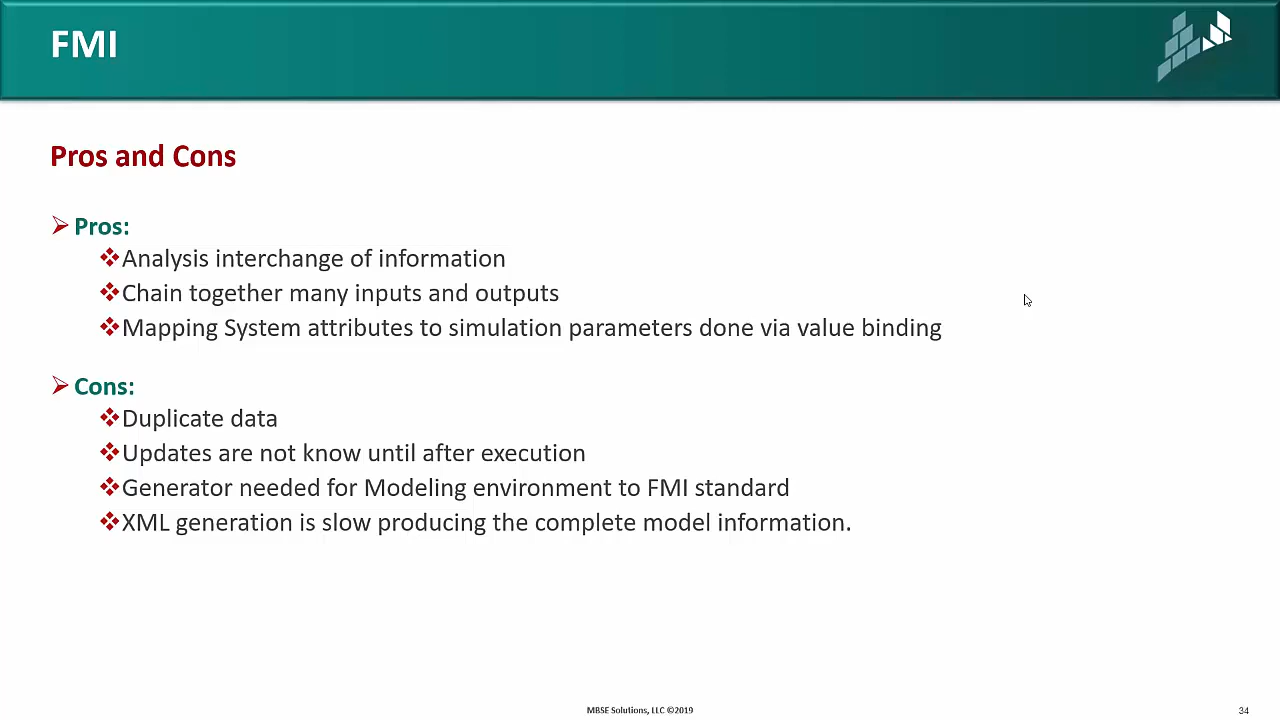 FMI
Pros and Cons
Pros:
Analysis interchange of information
Chain together many inputs and outputs
Mapping System attributes to simulation parameters done via value binding
Cons:
Duplicate data
Updates are not know until after execution
Generator needed for Modeling environment to FMI standard
XML generation is slow producing the complete model information.
MBSE Solutions, LLC ©2019
34